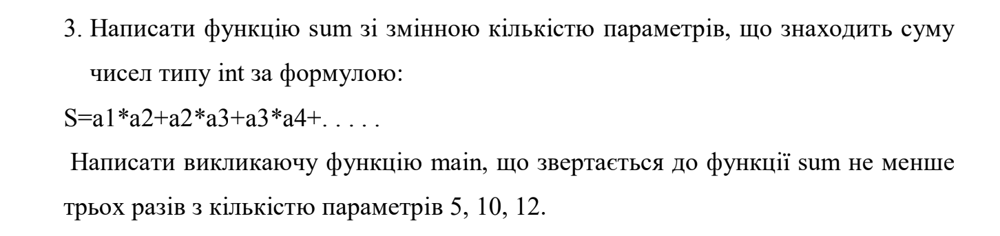 3. Написати функцію sum зі змінною кількістю параметрів, що знаходить суму
чисел типу int за формулою:
S=a1*a2+a2*a3+a3*a4+. . . . .
Написати викликаючу функцію main, що звертається до функції sum не менше
трьох разів з кількістю параметрів 5, 10, 12.